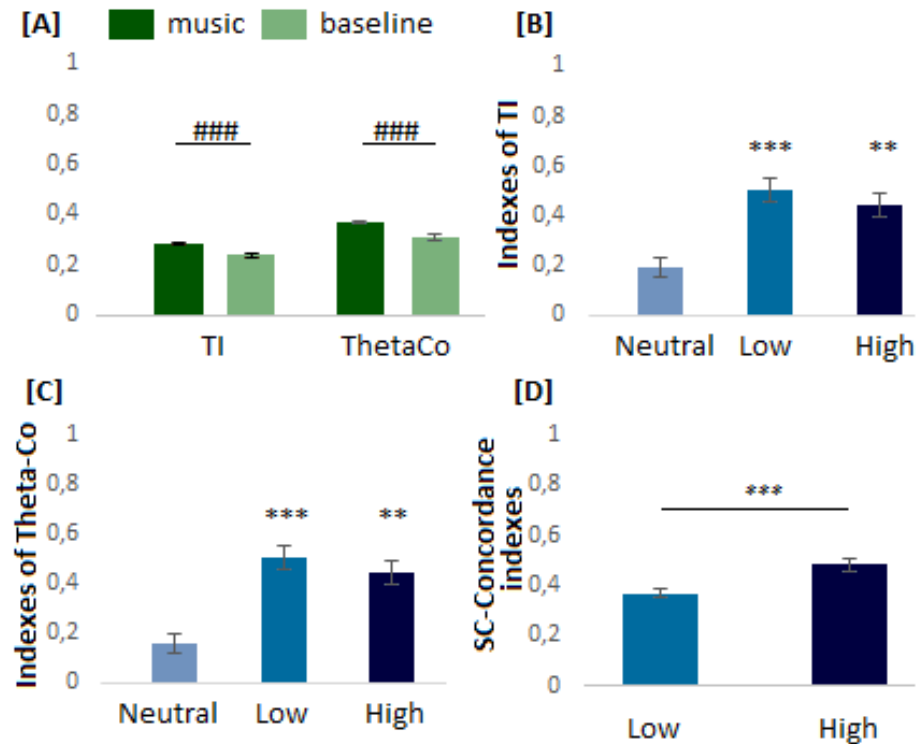 [A] music baseline
1
0,8
0,6
0,4
0,2
0
### ###
TI ThetaCo
[B]
Indexes of TI
1
0,8
0,6
0,4
0,2
0
*** **
Neutral Low High
[C]
Indexes of Theta-Co
1
0,8
0,6
0,4
0,2
0
*** **
Neutral Low High
[D]
SC-Concordance
indexes
1
0,8
0,6
0,4
0,2
0
***
Low High